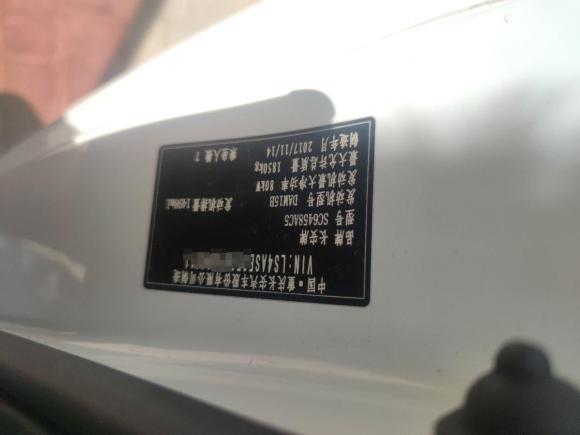 中国·重庆长安汽车股份有限公司制造
VIN:LS4ASE
品牌 长安牌
型号 SC6458AC5
发动机型号 DAM15B 发动机排量 1498ml
发动机最大净功率 80kW
最大允许总质量 1850kg
制造年月 2017/11/14 乘坐人数 7